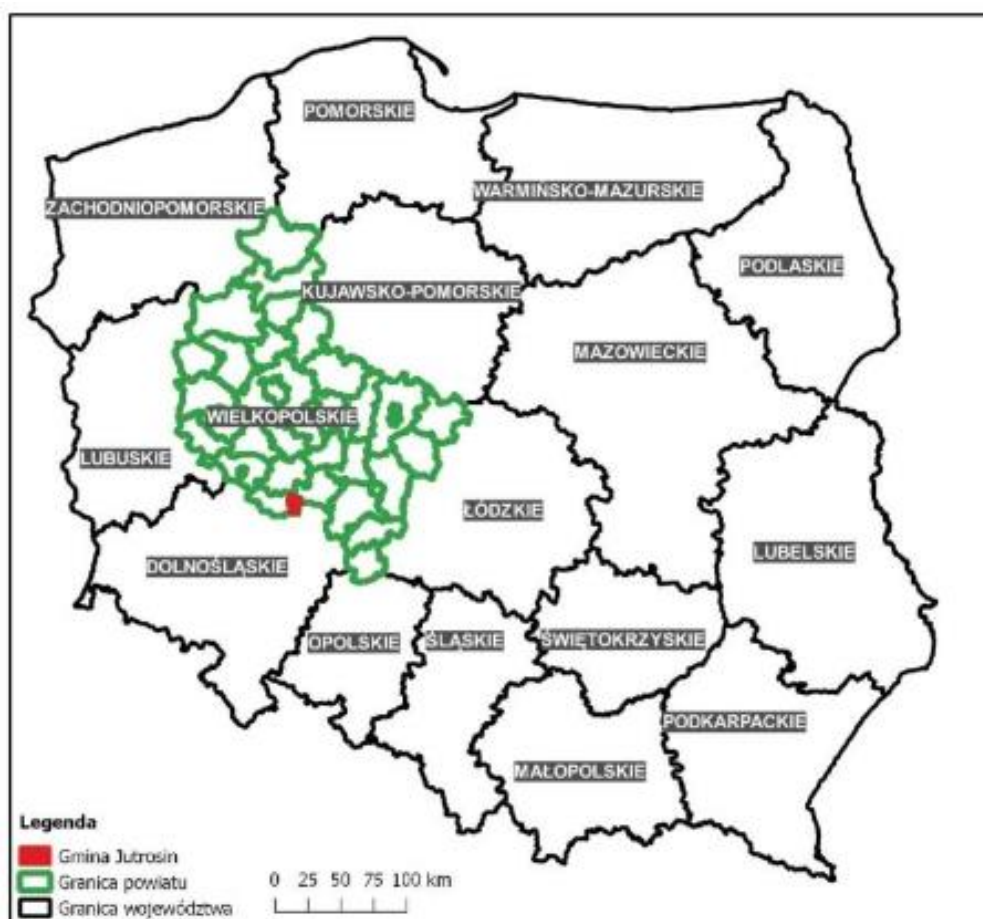 POMORSKIE
WARMIŃSKO-MAZURSKIE
ZACHODNIOPOMORSKIE
PODLASKIE
KUJAWSKO-POMORSKIE
MAZOWIECKIE
WIELKOPOLSKIE
LUBUSKIE
ŁÓDZKIE
LUBELSKIE
DOLNOŚLĄSKIE
OPOLSKIE
ŚLĄSKIE
ŚWIĘTOKRZYSKIE
PODKARPACKIE
MAŁOPOLSKIE
Legenda
Gmina Jutrosin
Granica powiatu
Granica województwa
0 25 50 75 100 km